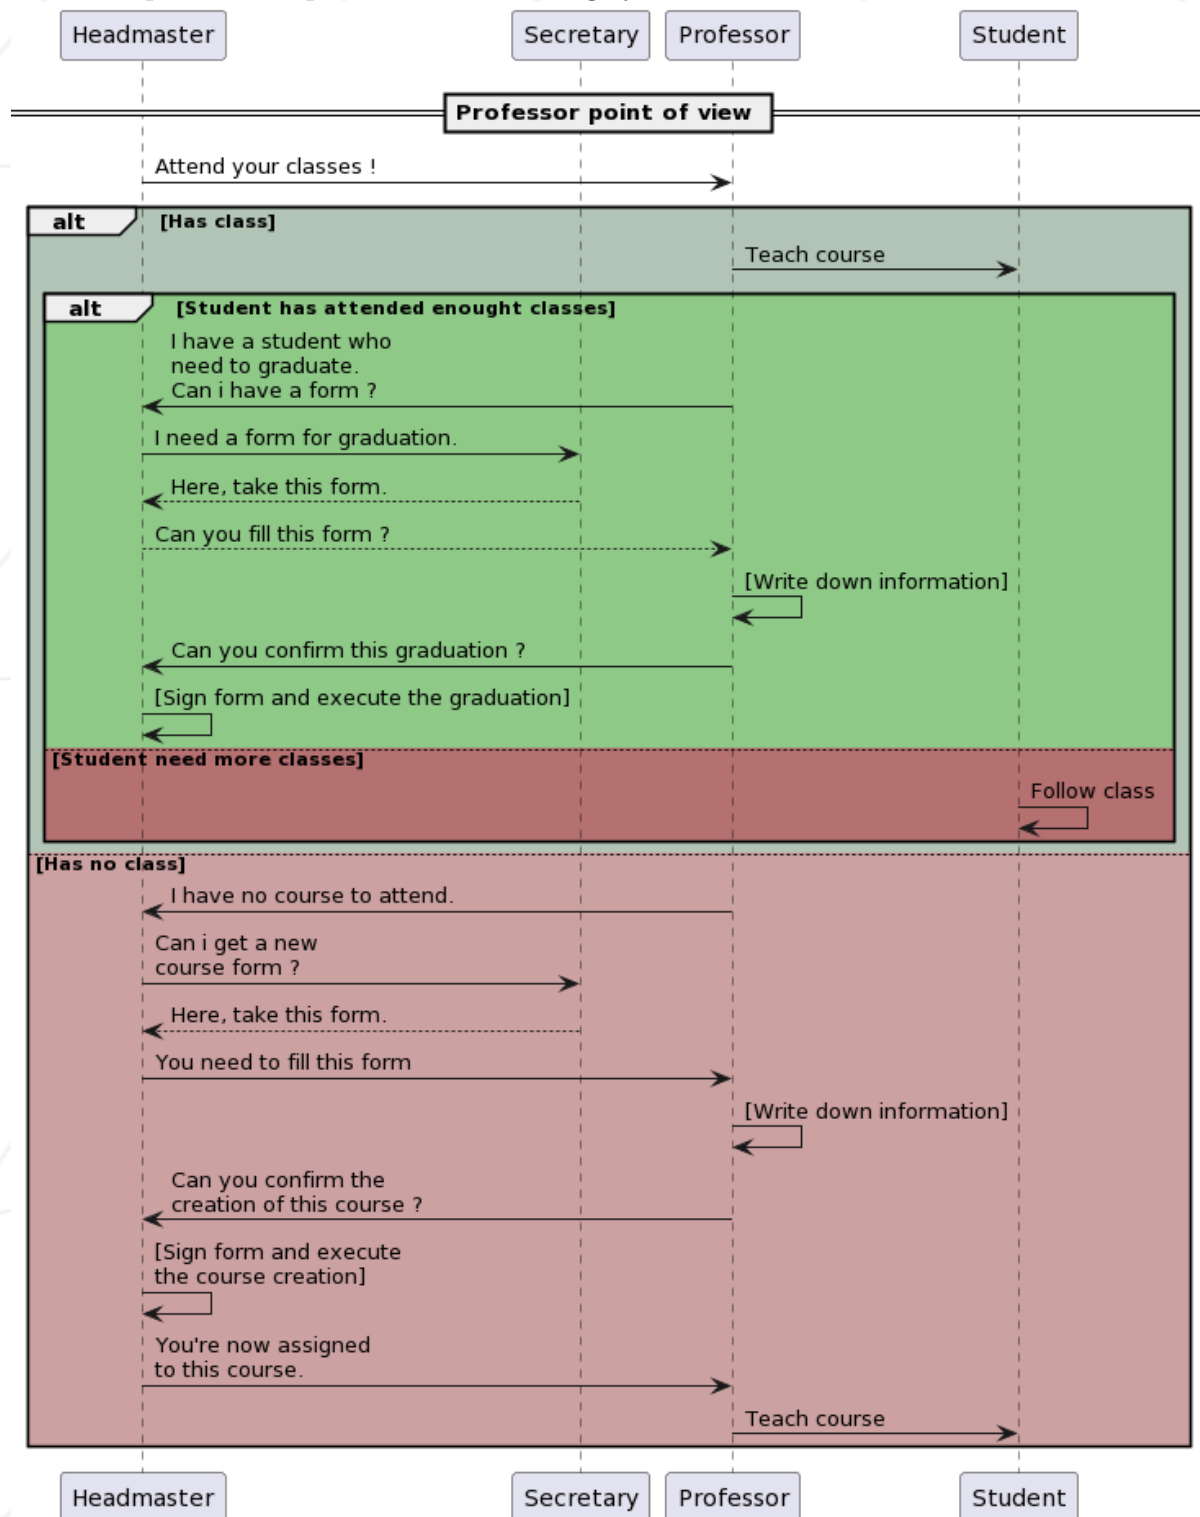 Headmaster Secretary Professor Student
Professor point of view
Attend your classes !
alt [Has class]
Teach course
alt [Student has attended enought classes]
I have a student who
need to graduate.
Can i have a form ?
I need a form for graduation.
Here, take this form.
Can you fill this form ?
[Write down information]
Can you confirm this graduation ?
[Sign form and execute the graduation]
[Student need more classes]
Follow class
[Has no class]
I have no course to attend.
Can i get a new
course form ?
Here, take this form.
You need to fill this form
[Write down information]
Can you confirm the
creation of this course ?
[Sign form and execute
the course creation]
You're now assigned
to this course.
Teach course
Headmaster Secretary Professor Student